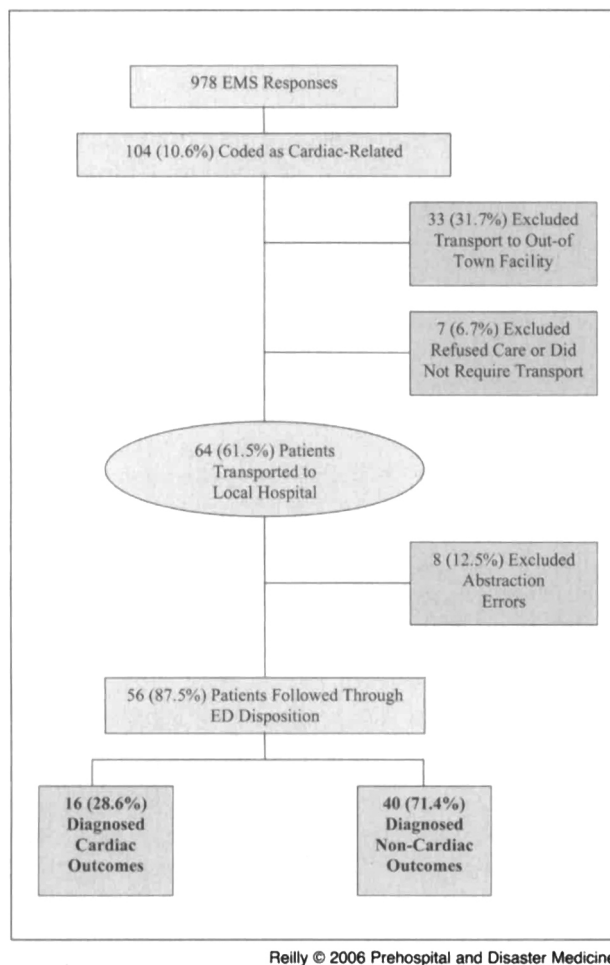 978 EMS Responses
104 (10.6%) Coded as Cardiac-Related
33 (31.7%) Excluded
Transport to Out-of
Town Facility
7 (6.7%) Excluded
Refused Care or Did
Not Require Transport
64 (61.5%) Patients
Transported to
Local Hospital
8 (12.5%) Excluded
Abstraction
Errors
56 (87.5%) Patients Followed Through
ED Disposition
16 (28.6%)
Diagnosed
Cardiac
Outcomes
40 (71.4%)
Diagnosed
Non-Cardiac
Outcomes
Reilly © 2006 Prehospital and Disaster Medicine